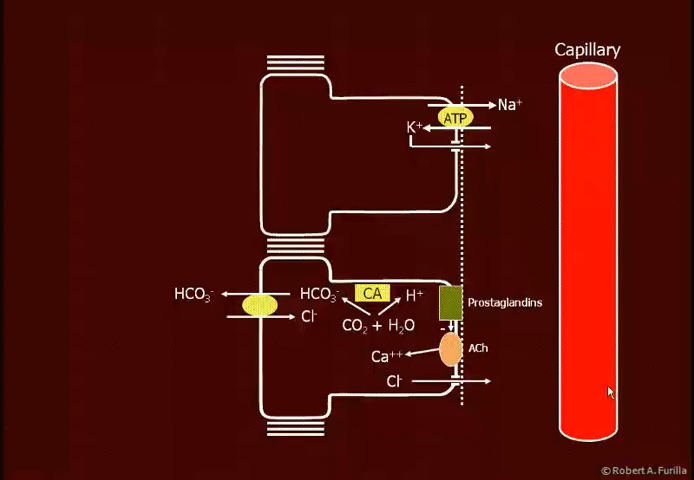 Capillary
Na⁺
ATP
K⁺
HCO₃⁻
HCO₃⁻
CA
H⁺
Cl⁻
CO₂ + H₂O
Prostaglandins
-
ACh
Ca⁺⁺
Cl⁻
© Robert A. Furilla